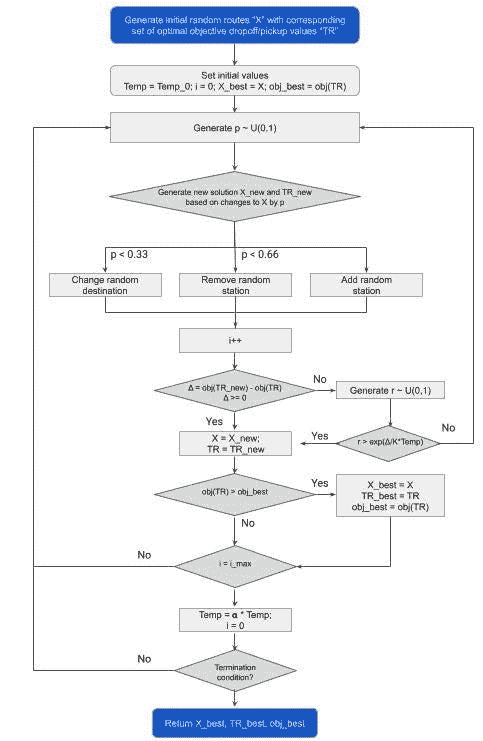 Generate initial random routes "X" with corresponding
set of optimal objective dropoff/pickup values "TR"
Set initial values
Temp = Temp_0; i = 0; X_best = X; obj_best = obj(TR)
Generate p ~ U(0,1)
Generate new solution X_new and TR_new
based on changes to X by p
p < 0.33
p < 0.66
Change random
destination
Remove random
station
Add random
station
i++
Δ = obj(TR_new) - obj(TR)
Δ >= 0
No
Generate r ~ U(0,1)
Yes
X = X_new;
TR = TR_new
Yes
r > exp(Δ/K*Temp)
No
obj(TR) > obj_best
Yes
X_best = X
TR_best = TR
obj_best = obj(TR)
No
No
i = i_max
Temp = α * Temp;
i = 0
No
Termination
condition?
Return X_best, TR_best, obj_best